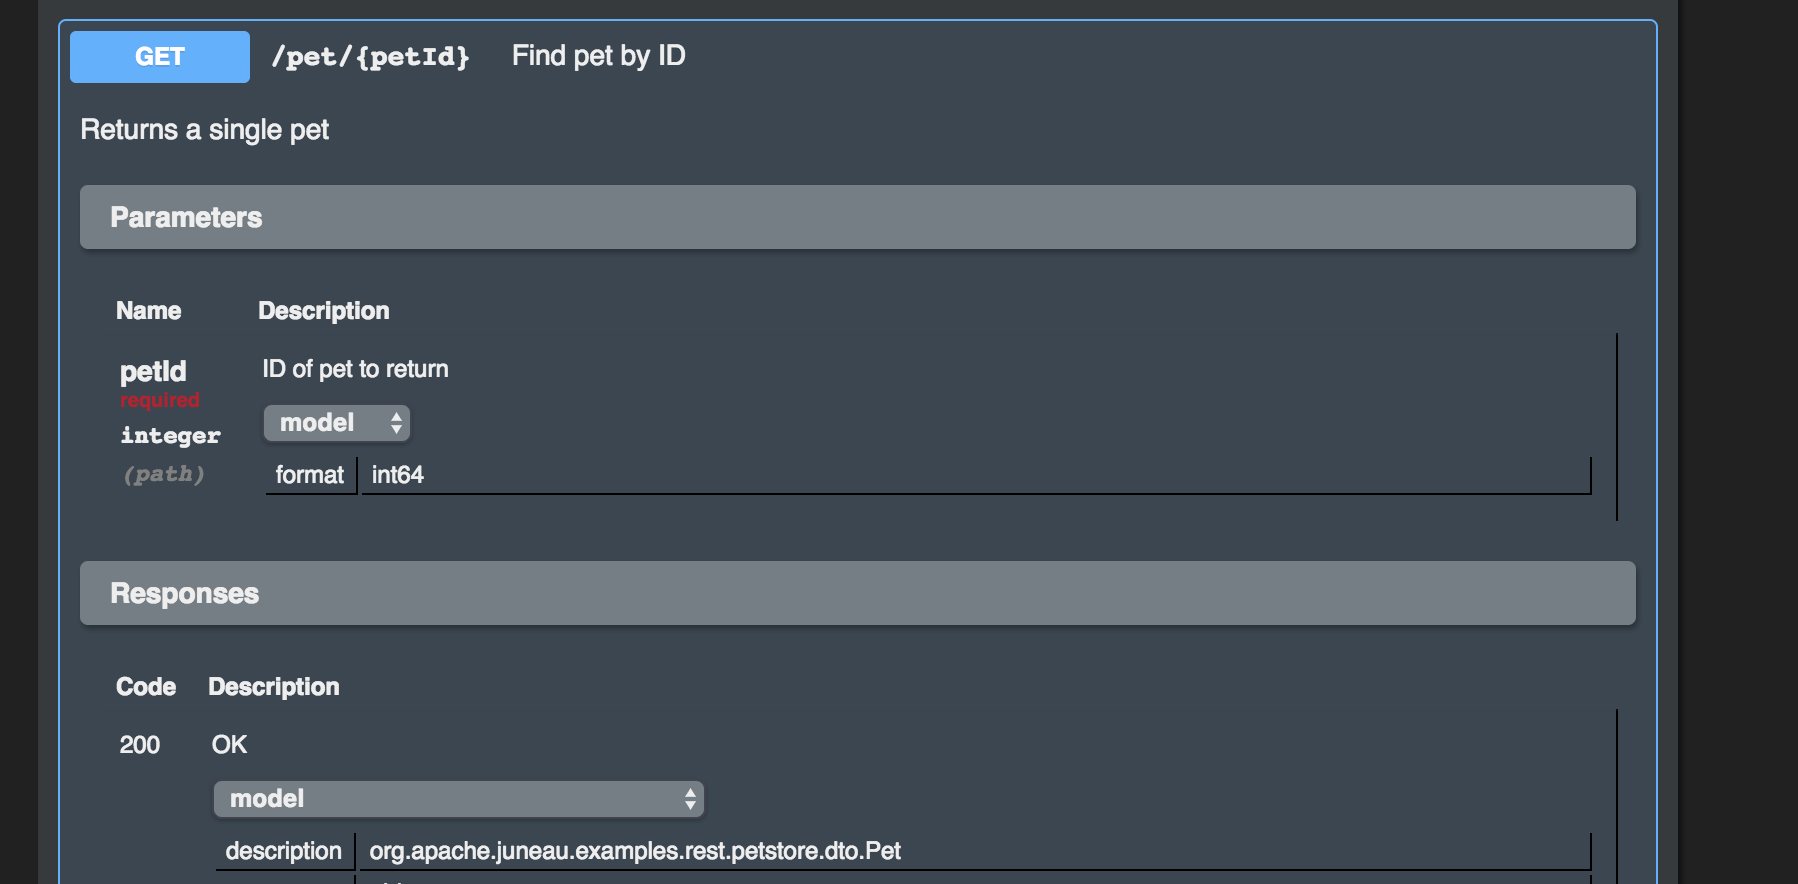 GET /pet/{petId} Find pet by ID
Returns a single pet
Parameters
Name Description
petId ID of pet to return
required
integer model
(path) format int64
Responses
Code Description
200 OK
model
description org.apache.juneau.examples.rest.petstore.dto.Pet